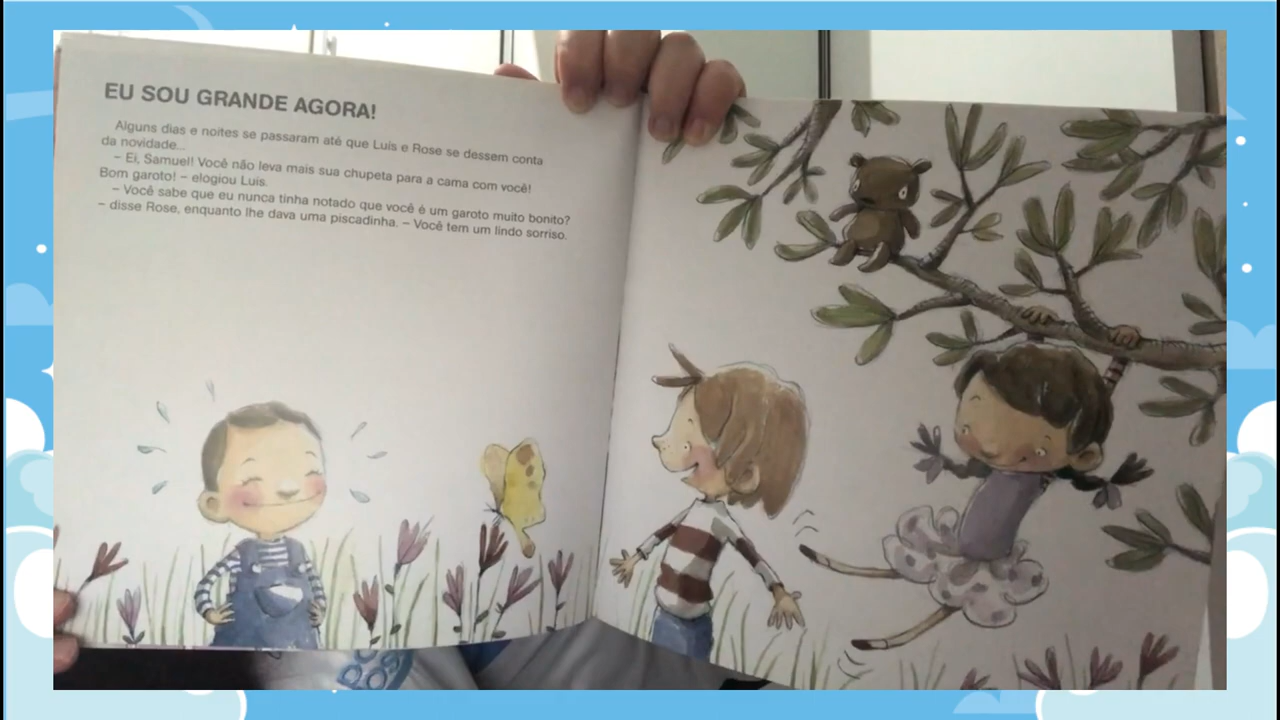 EU SOU GRANDE AGORA!
Alguns dias e noites se passaram até que Luis e Rose se dessem conta
da novidade...
– Ei, Samuel! Você não leva mais sua chupeta para a cama com você!
Bom garoto! – elogiou Luis.
– Você sabe que eu nunca tinha notado que você é um garoto muito bonito?
– disse Rose, enquanto lhe dava uma piscadinha. – Você tem um lindo sorriso.